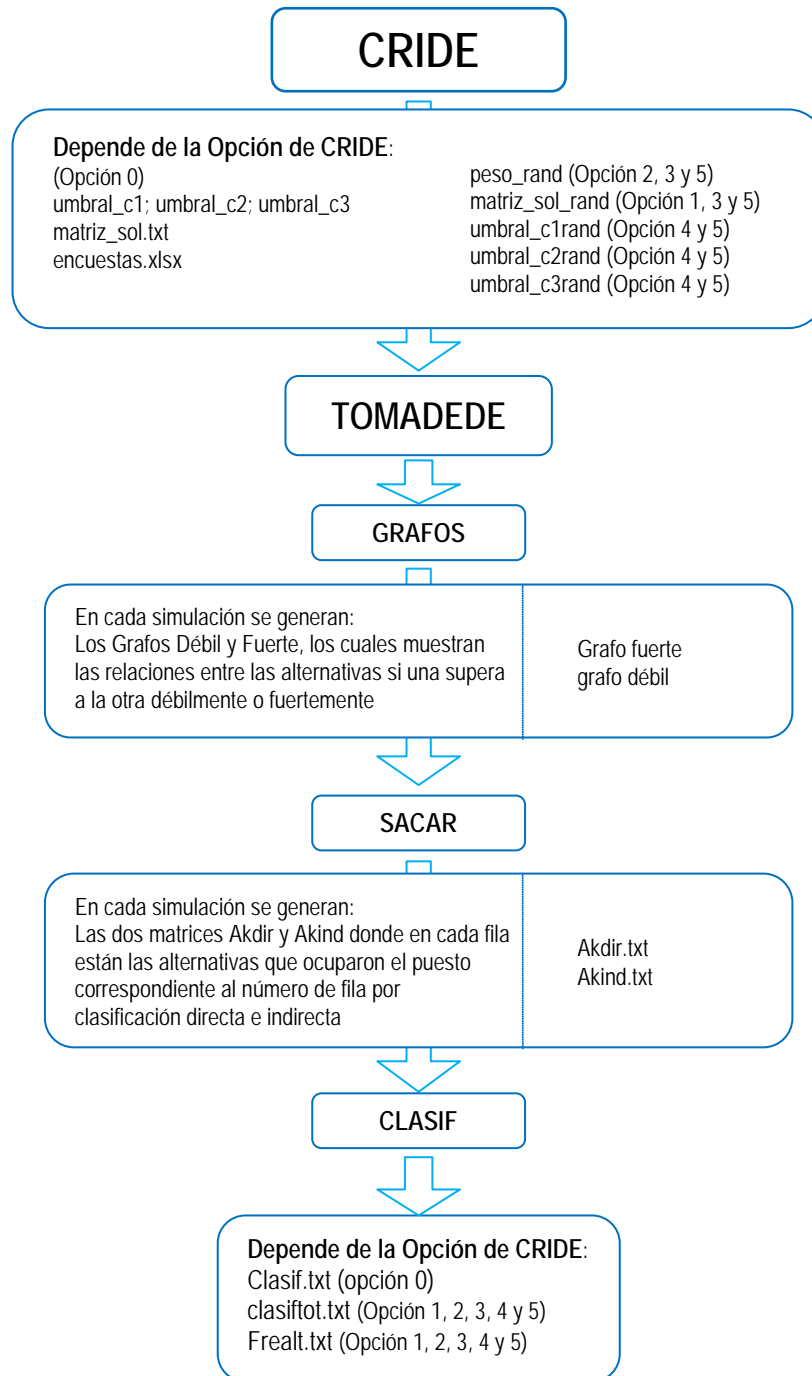 CRIDE
Depende de la Opción de CRIDE:
(Opción 0)
umbral_c1; umbral_c2; umbral_c3
matriz_sol.txt
encuestas.xlsx
peso_rand (Opción 2, 3 y 5)
matriz_sol_rand (Opción 1, 3 y 5)
umbral_c1rand (Opción 4 y 5)
umbral_c2rand (Opción 4 y 5)
umbral_c3rand (Opción 4 y 5)
TOMADEDE
GRAFOS
En cada simulación se generan:
Los Grafos Débil y Fuerte, los cuales muestran
las relaciones entre las alternativas si una supera
a la otra débilmente o fuertemente
Grafo fuerte
grafo débil
SACAR
En cada simulación se generan:
Las dos matrices Akdir y Akind donde en cada fila
están las alternativas que ocuparon el puesto
correspondiente al número de fila por
clasificación directa e indirecta
Akdir.txt
Akind.txt
CLASIF
Depende de la Opción de CRIDE:
Clasif.txt (opción 0)
clasiftot.txt (Opción 1, 2, 3, 4 y 5)
Frealt.txt (Opción 1, 2, 3, 4 y 5)